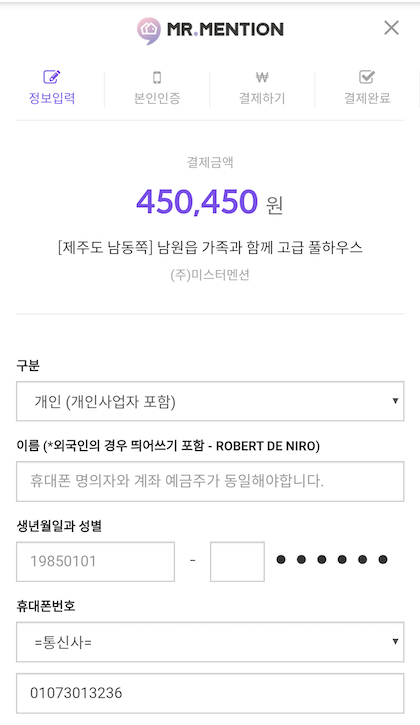 MR.MENTION
정보입력
본인인증
결제하기
결제완료
결제금액
450,450 원
[제주도 남동쪽] 남원읍 가족과 함께 고급 풀하우스
(주)미스터멘션
구분
개인 (개인사업자 포함)
이름 (*외국인의 경우 띄어쓰기 포함 - ROBERT DE NIRO)
휴대폰 명의자와 계좌 예금주가 동일해야합니다.
생년월일과 성별
19850101 - ●●●●●●
휴대폰번호
=통신사=
01073013236